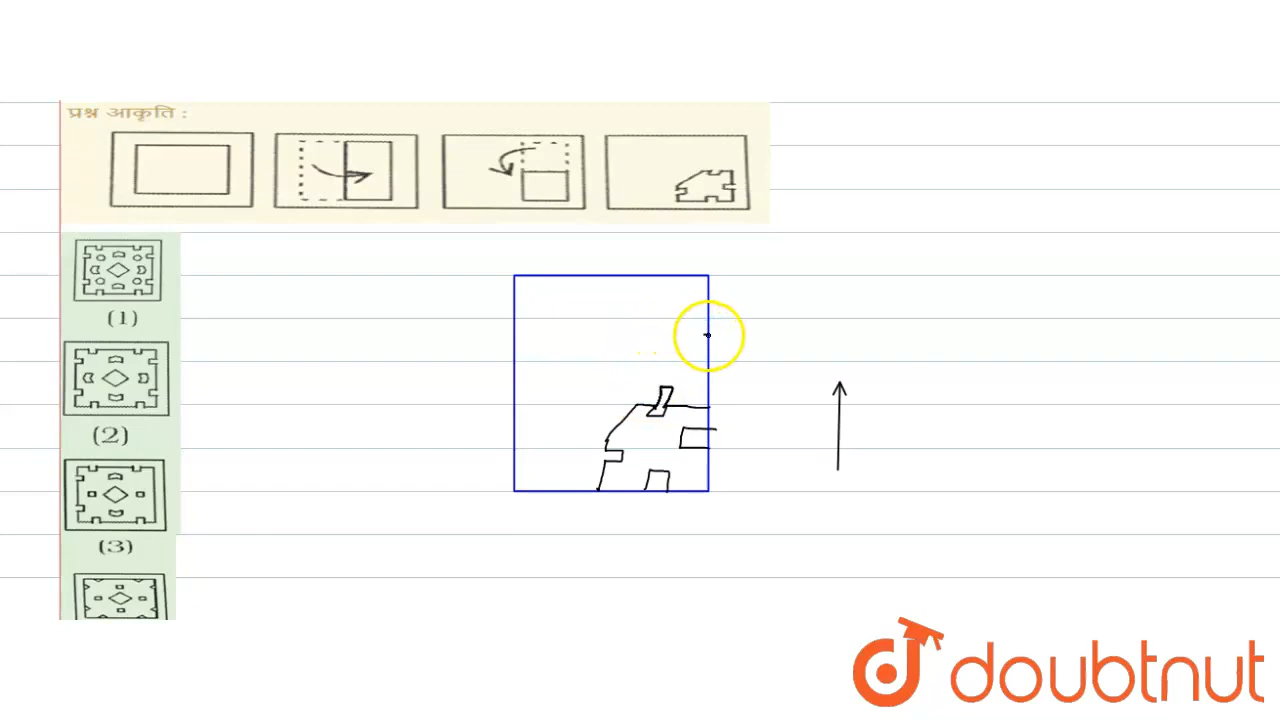 प्रश्न आकृति :
(1)
(2)
(3)
doubtnut